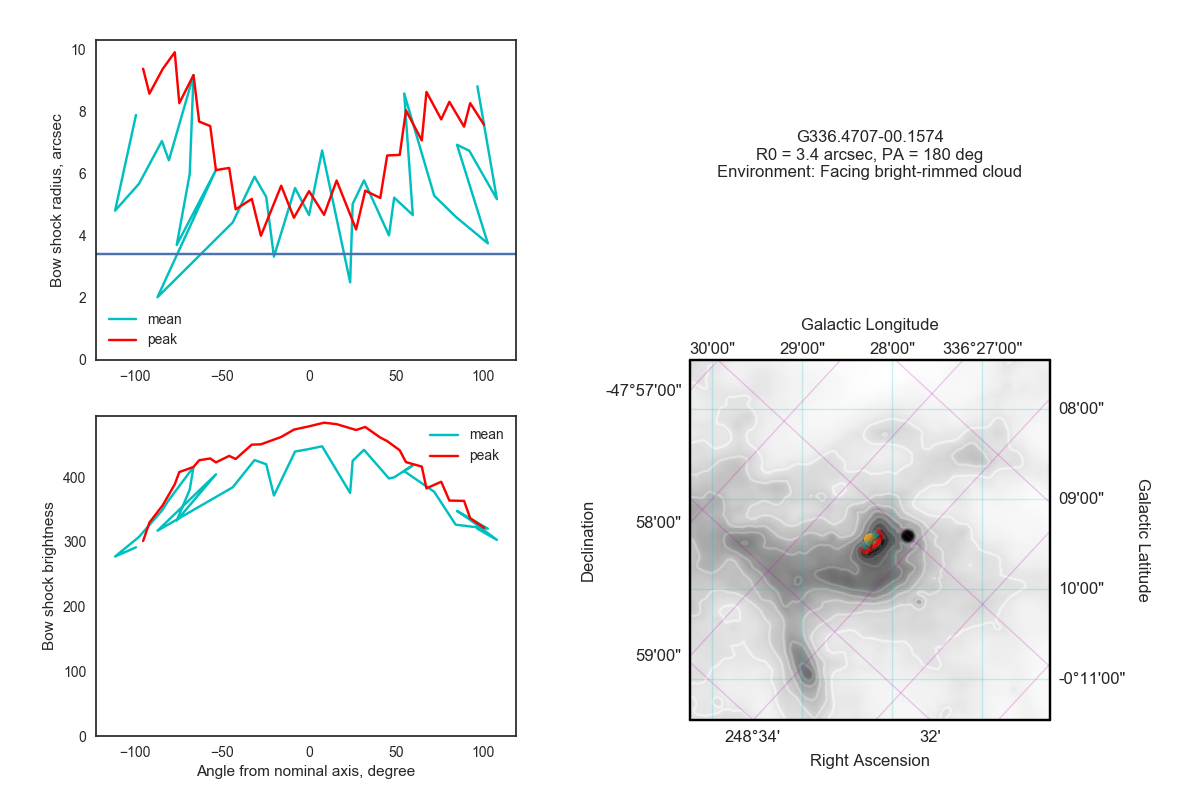 10
8
6
4
2
0
Bow shock radius, arcsec
mean
peak
−100
−50
0
50
100
400
300
200
100
0
Bow shock brightness
mean
peak
−100
−50
0
50
100
Angle from nominal axis, degree
G336.4707-00.1574
R0 = 3.4 arcsec, PA = 180 deg
Environment: Facing bright-rimmed cloud
Galactic Longitude
30'00" 29'00" 28'00" 336°27'00"
-47°57'00"
58'00"
59'00"
Declination
08'00"
09'00"
10'00"
-0°11'00"
Galactic Latitude
248°34' 32'
Right Ascension